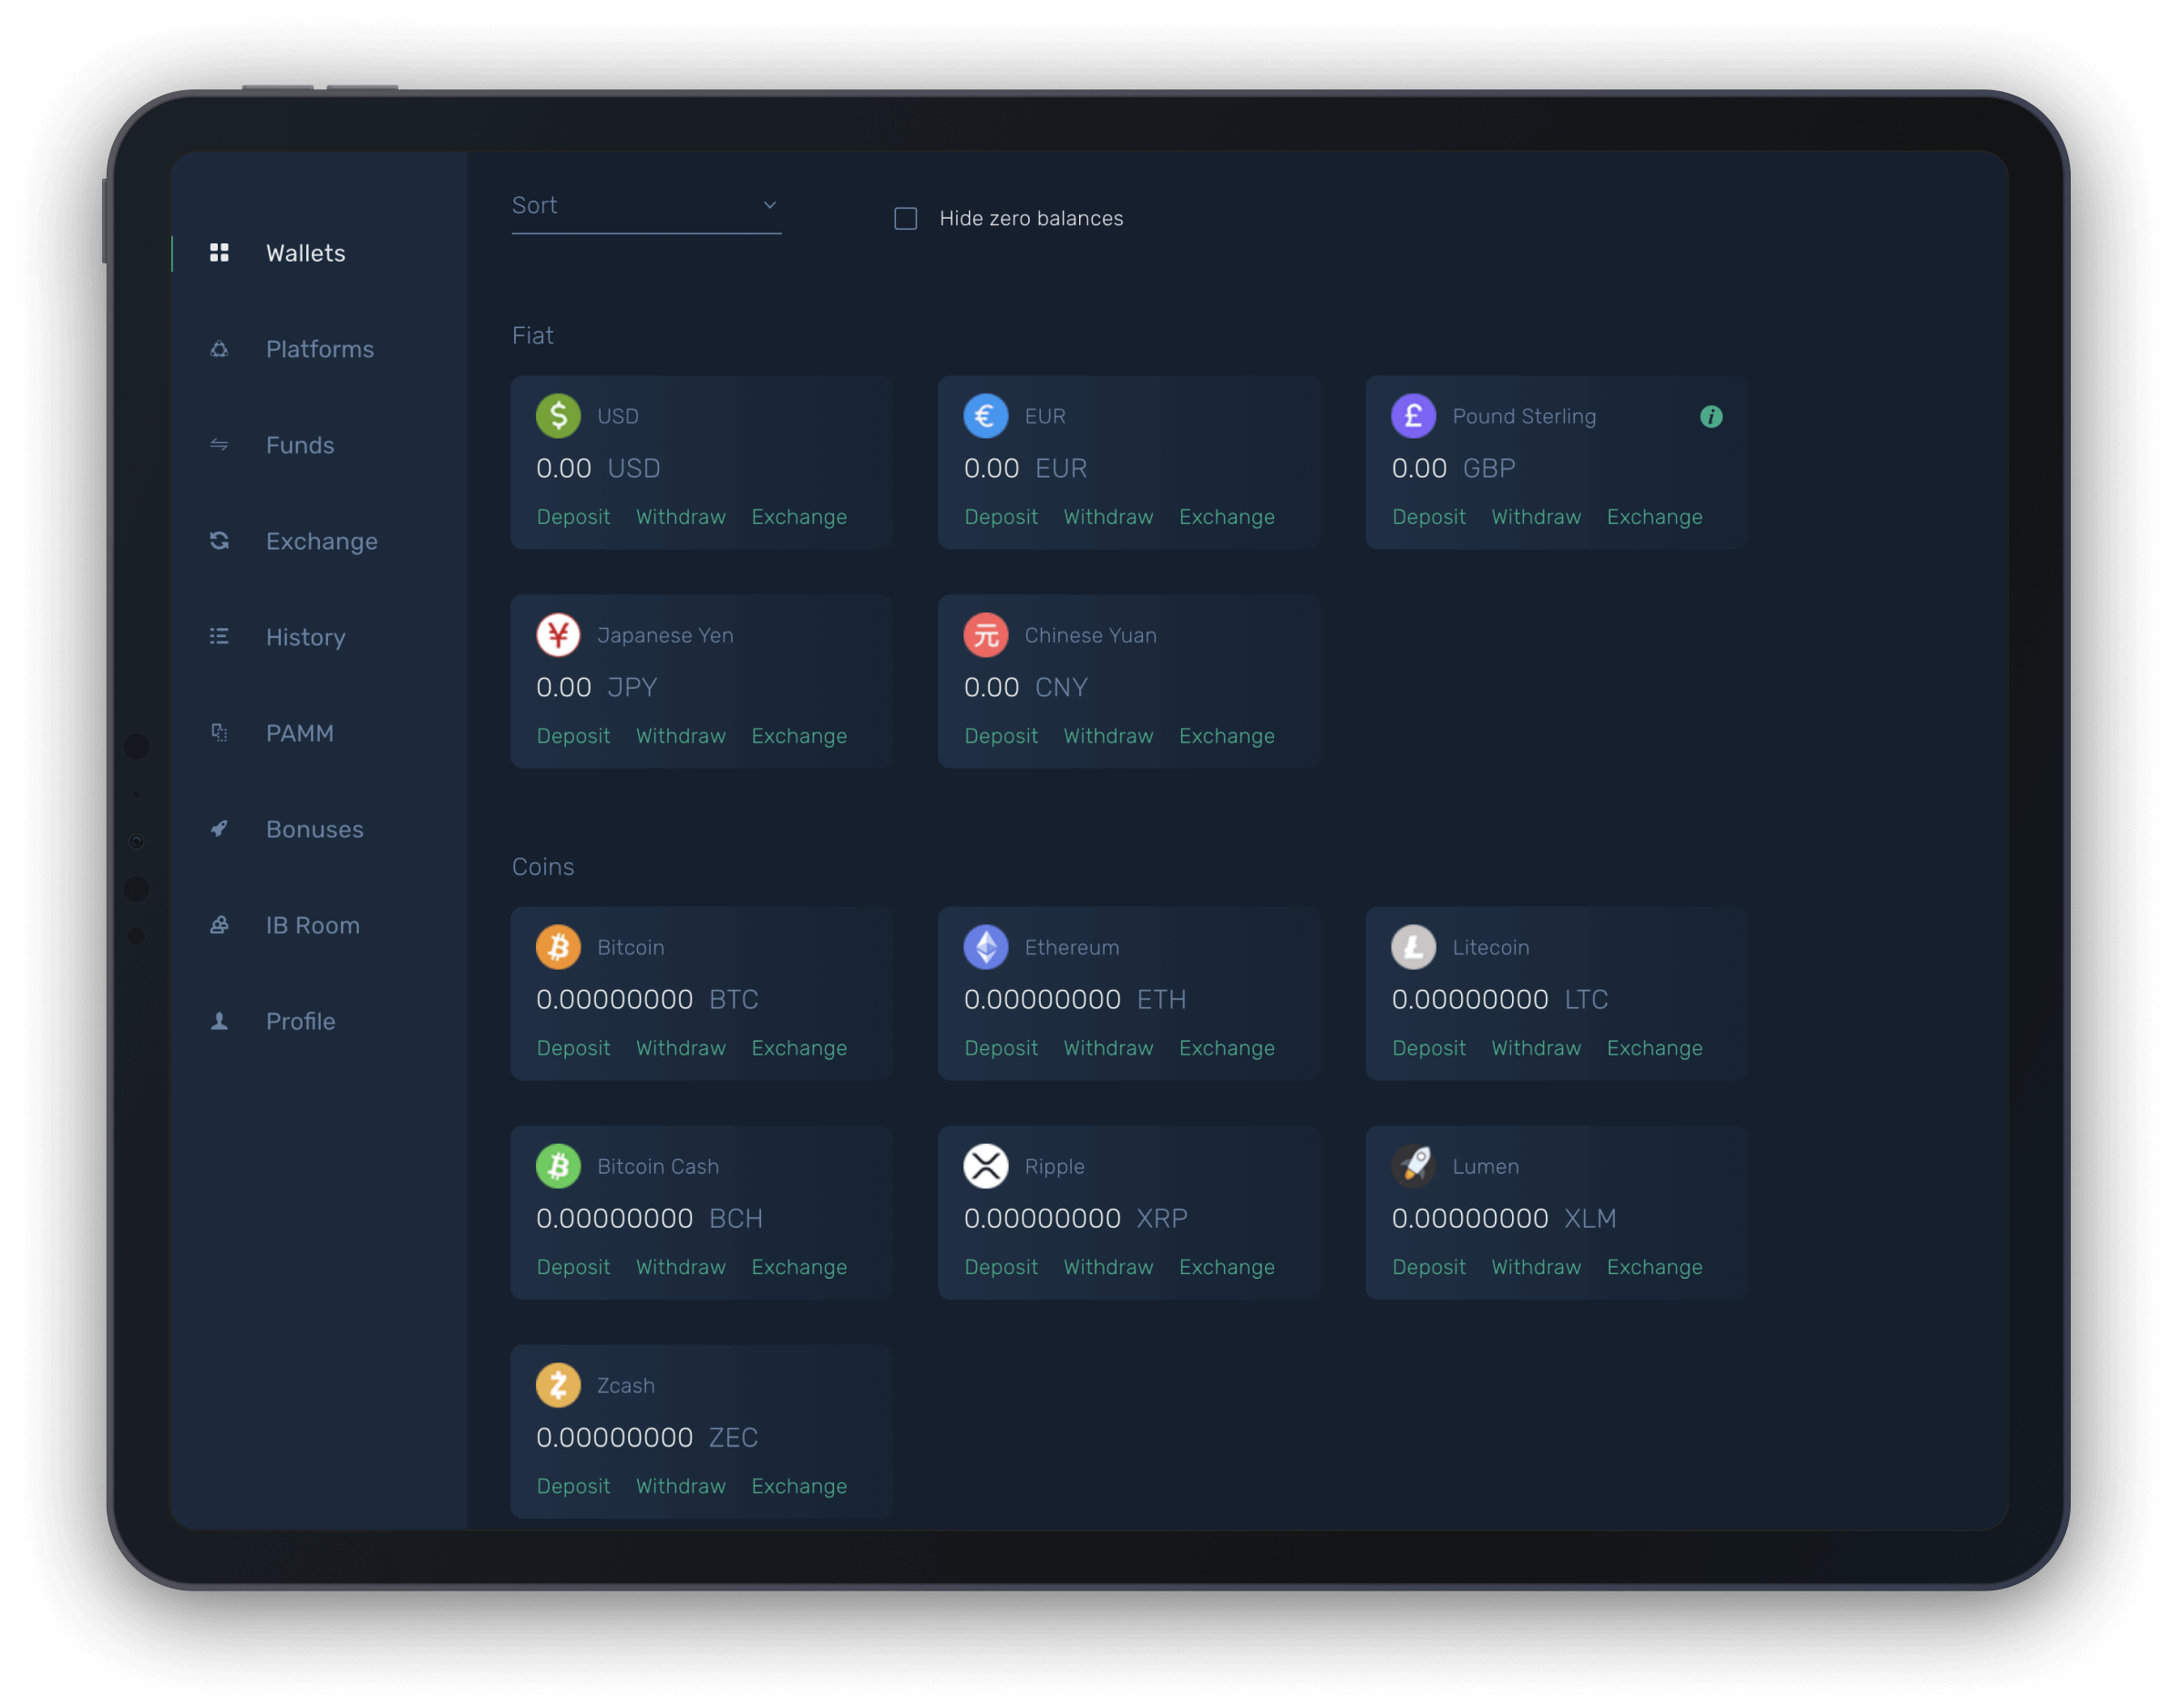 Sort
Hide zero balances
Wallets
Platforms
Funds
Exchange
History
PAMM
Bonuses
IB Room
Profile
Fiat
$ USD
0.00 USD
Deposit Withdraw Exchange
€ EUR
0.00 EUR
Deposit Withdraw Exchange
£ Pound Sterling i
0.00 GBP
Deposit Withdraw Exchange
¥ Japanese Yen
0.00 JPY
Deposit Withdraw Exchange
元 Chinese Yuan
0.00 CNY
Deposit Withdraw Exchange
Coins
Bitcoin
0.00000000 BTC
Deposit Withdraw Exchange
Ethereum
0.00000000 ETH
Deposit Withdraw Exchange
Litecoin
0.00000000 LTC
Deposit Withdraw Exchange
Bitcoin Cash
0.00000000 BCH
Deposit Withdraw Exchange
Ripple
0.00000000 XRP
Deposit Withdraw Exchange
Lumen
0.00000000 XLM
Deposit Withdraw Exchange
Zcash
0.00000000 ZEC
Deposit Withdraw Exchange